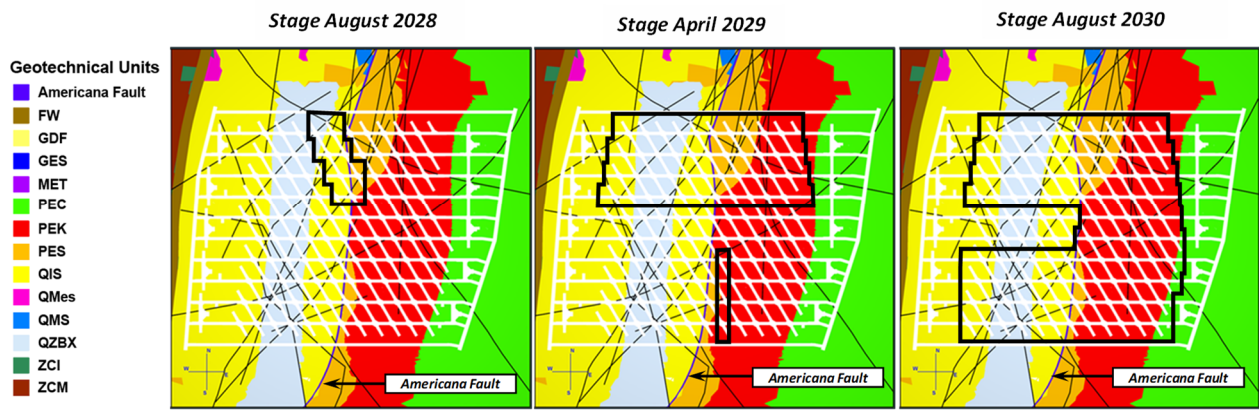 Stage August 2028
Stage April 2029
Stage August 2030
Geotechnical Units
Americana Fault
FW
GDF
GES
MET
PEC
PEK
PES
QIS
QMes
QMS
QZBX
ZCI
ZCM
Americana Fault
Americana Fault
Americana Fault
N
W
E
S
N
W
E
S
N
W
E
S